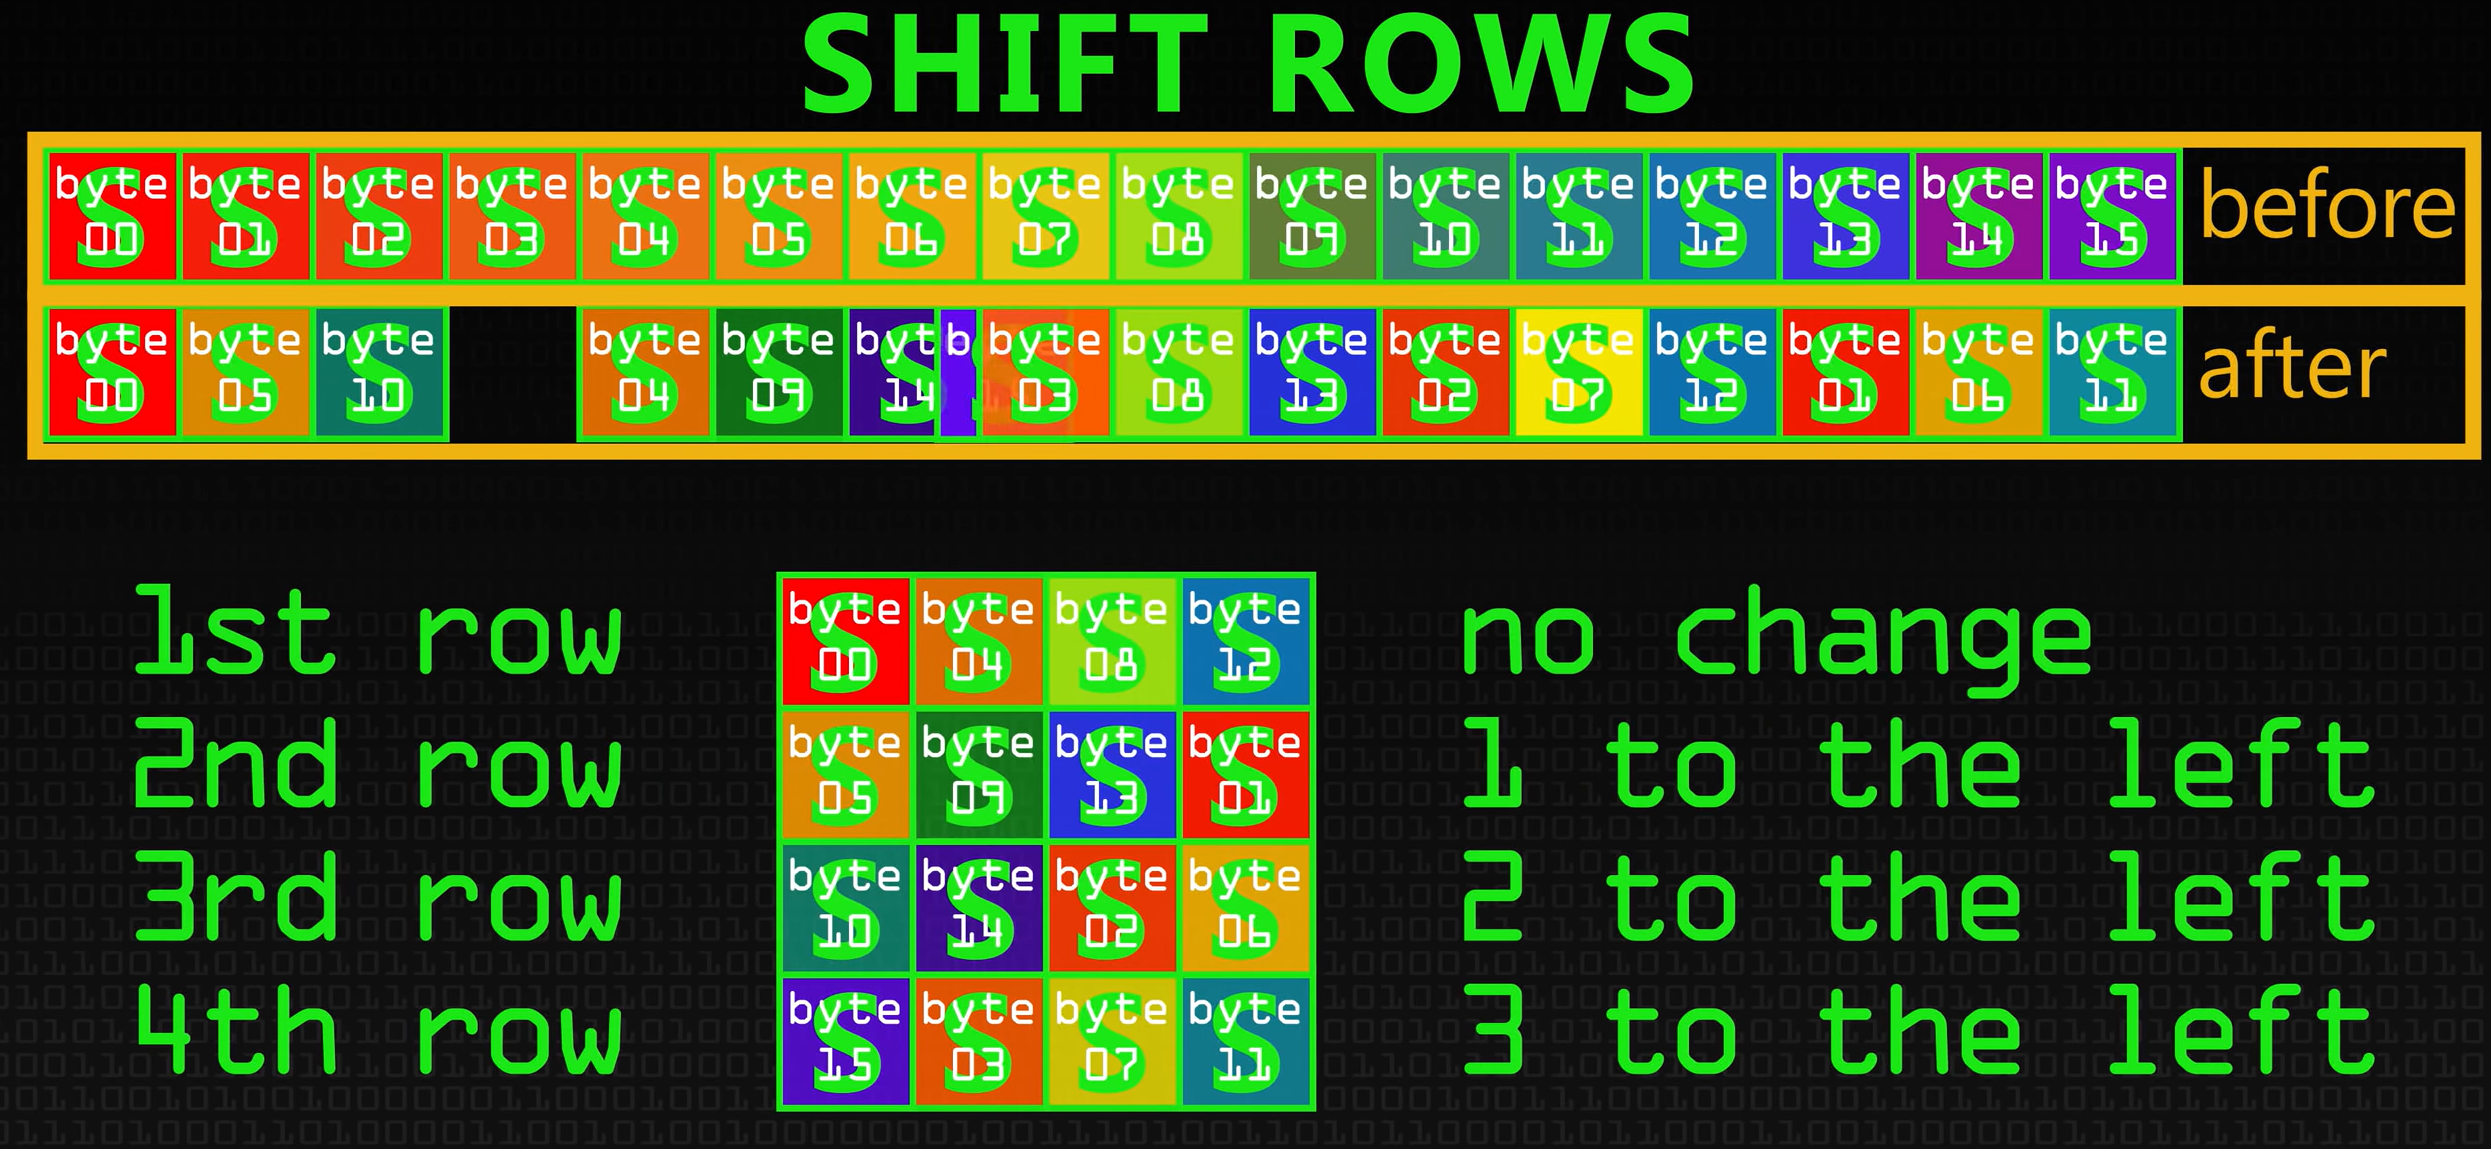 SHIFT ROWS
byte 00 byte 01 byte 02 byte 03 byte 04 byte 05 byte 06 byte 07 byte 08 byte 09 byte 10 byte 11 byte 12 byte 13 byte 14 byte 15 before
byte 00 byte 05 byte 10 byte 04 byte 09 byte 14 b byte 03 byte 08 byte 13 byte 02 byte 07 byte 12 byte 01 byte 06 byte 11 after
1st row byte 00 byte 04 byte 08 byte 12 no change
2nd row byte 05 byte 09 byte 13 byte 01 1 to the left
3rd row byte 10 byte 14 byte 02 byte 06 2 to the left
4th row byte 15 byte 03 byte 07 byte 11 3 to the left